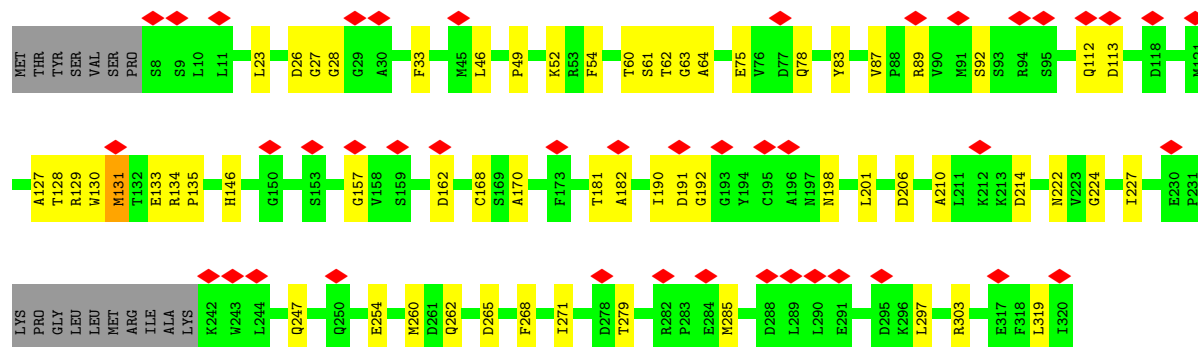 MET THR TYR SER VAL SER PRO S8 S9 L10 L11 L23 D26 G27 G28 G29 A30 F33 M45 L46 P49 K52 R53 F54 T60 S61 T62 G63 A64 E75 V76 D77 Q78 Y83 V87 P88 R89 V90 M91 S92 S93 R94 S95 Q112 D113 D118
A127 T128 R129 W130 M131 T132 E133 R134 P135 H146 G150 S153 G157 V158 S159 D162 C168 S169 A170 F173 T181 A182 I190 D191 G192 G193 Y194 C195 A196 N197 N198 L201 D206 A210 L211 K212 K213 D214 N222 V223 G224 I227 E230 P231
LYS PRO GLY LEU LEU MET ARG ILE ALA LYS K242 W243 L244 Q247 Q250 E254 M260 D261 Q262 D265 F268 I271 D278 T279 R282 P283 E284 M285 D288 L289 L290 E291 D295 K296 L297 R303 E317 F318 L319 I320